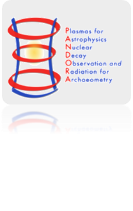 Plasmas for
Astrophysics
Nuclear
Decay
Observation and
Radiation for
Archaeometry